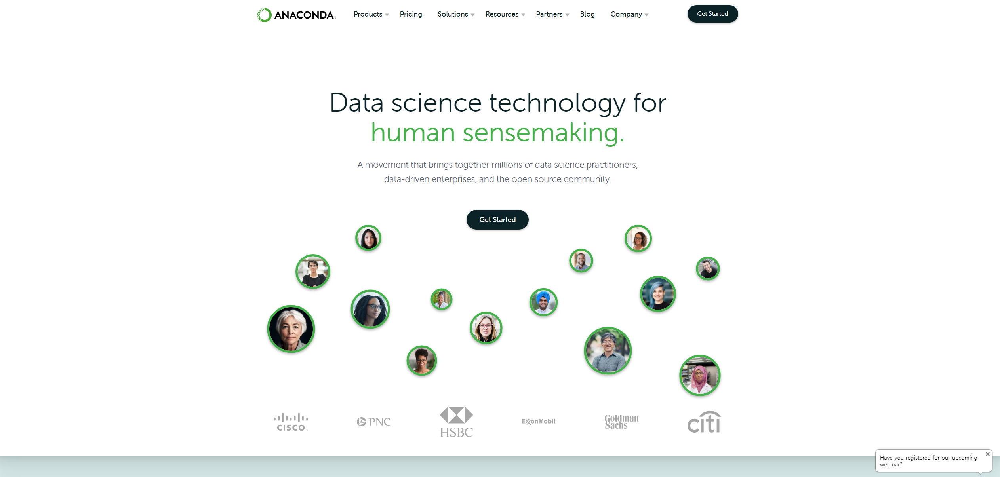 ANACONDA.
Products
Pricing
Solutions
Resources
Partners
Blog
Company
Get Started
Data science technology for
human sensemaking.
A movement that brings together millions of data science practitioners,
data-driven enterprises, and the open source community.
Get Started
CISCO
PNC
HSBC
ExxonMobil
Goldman
Sachs
citi
Have you registered for our upcoming
webinar?